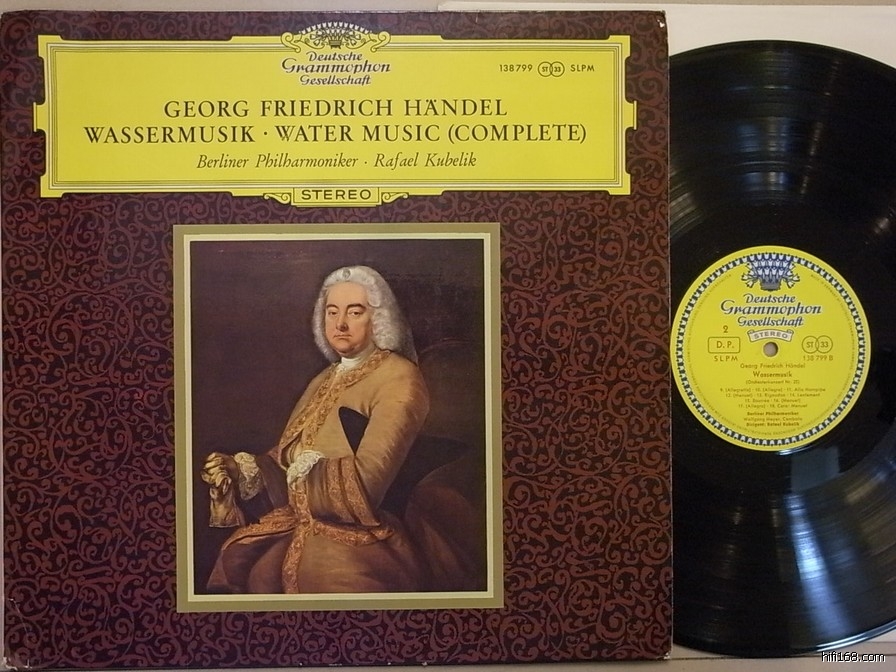 Deutsche
Grammophon
Gesellschaft
138 799 ST 33 SLPM
GEORG FRIEDRICH HÄNDEL
WASSERMUSIK · WATER MUSIC (COMPLETE)
Berliner Philharmoniker · Rafael Kubelik
STEREO
Deutsche
Grammophon
Gesellschaft
STEREO
2
D.P.
SLPM
ST 33
138 799 B
Georg Friedrich Händel
Wassermusik
Berliner Philharmoniker
Dirigent: Rafael Kubelik
hifi168.com